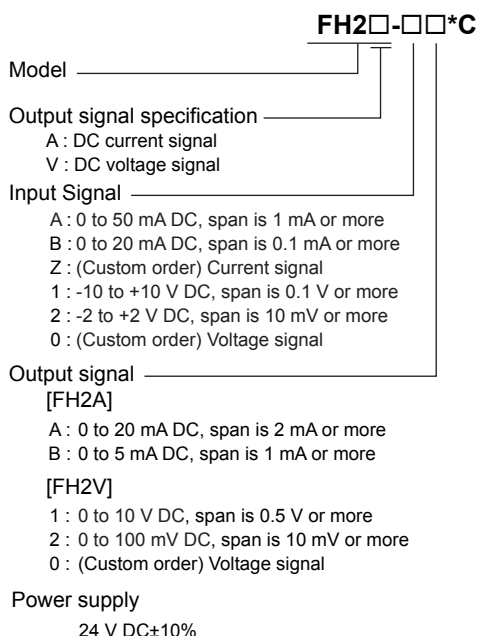 FH2□-□□*C
Model
Output signal specification
A : DC current signal
V : DC voltage signal
Input Signal
A : 0 to 50 mA DC, span is 1 mA or more
B : 0 to 20 mA DC, span is 0.1 mA or more
Z : (Custom order) Current signal
1 : -10 to +10 V DC, span is 0.1 V or more
2 : -2 to +2 V DC, span is 10 mV or more
0 : (Custom order) Voltage signal
Output signal
[FH2A]
A : 0 to 20 mA DC, span is 2 mA or more
B : 0 to 5 mA DC, span is 1 mA or more
[FH2V]
1 : 0 to 10 V DC, span is 0.5 V or more
2 : 0 to 100 mV DC, span is 10 mV or more
0 : (Custom order) Voltage signal
Power supply
24 V DC±10%